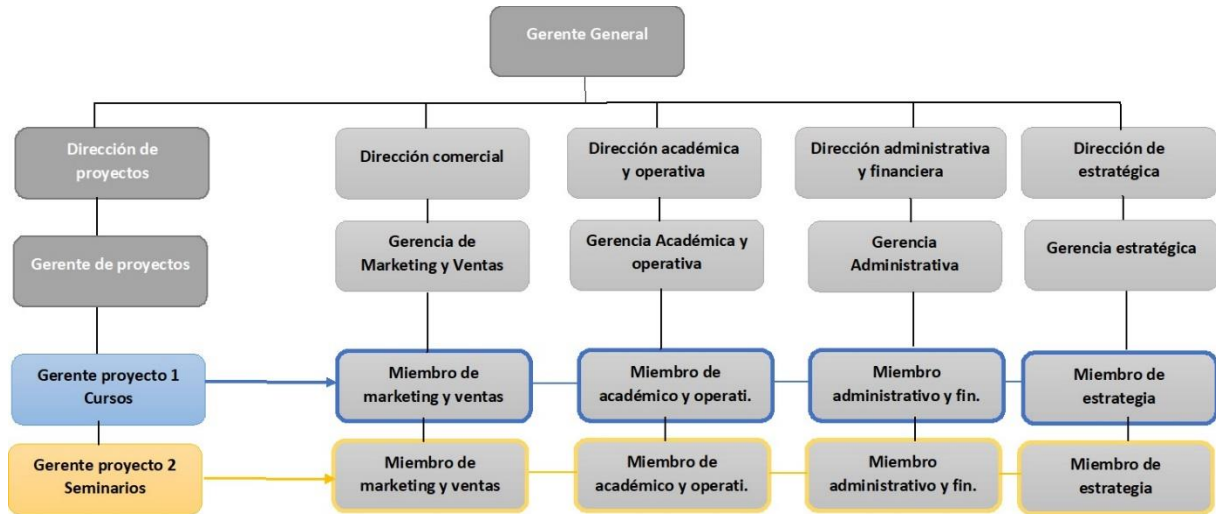 Gerente General
Dirección de
proyectos
Dirección comercial
Dirección académica
y operativa
Dirección administrativa
y financiera
Dirección de
estratégica
Gerente de proyectos
Gerencia de
Marketing y Ventas
Gerencia Académica y
operativa
Gerencia
Administrativa
Gerencia estratégica
Gerente proyecto 1
Cursos
Miembro de
marketing y ventas
Miembro de
académico y operati.
Miembro
administrativo y fin.
Miembro de
estrategia
Gerente proyecto 2
Seminarios
Miembro de
marketing y ventas
Miembro de
académico y operati.
Miembro
administrativo y fin.
Miembro de
estrategia